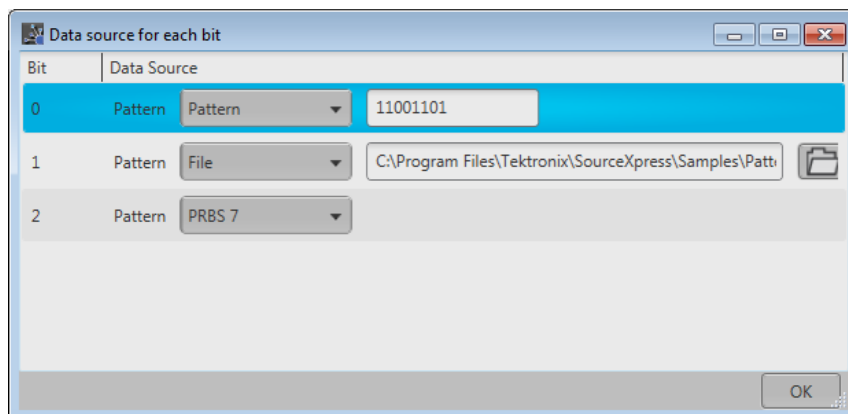 Data source for each bit
Bit Data Source
0 Pattern Pattern 11001101
1 Pattern File C:\Program Files\Tektronix\SourceXpress\Samples\Patt
2 Pattern PRBS 7
OK